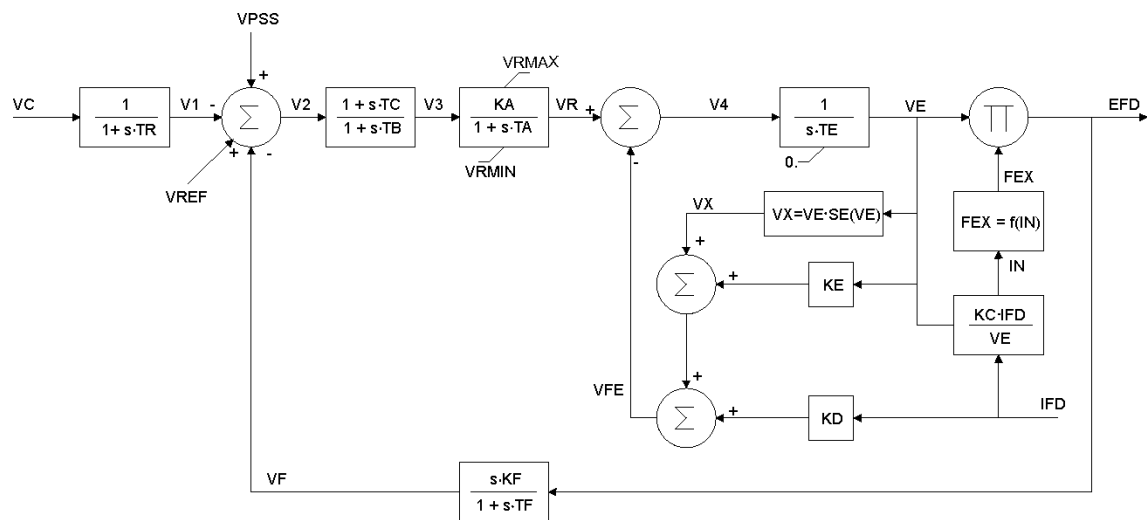 VPSS
+
VRMAX
VC
1
1+ s·TR
V1
-
Σ
V2
1 + s·TC
1 + s·TB
V3
KA
1 + s·TA
VR
+
Σ
V4
1
s·TE
VE
∏
EFD
+
-
VREF
VRMIN
-
0.
FEX
VX
VX=VE·SE(VE)
FEX = f(IN)
+
Σ
+
KE
IN
KC·IFD
VE
+
VFE
Σ
+
KD
IFD
VF
s·KF
1 + s·TF